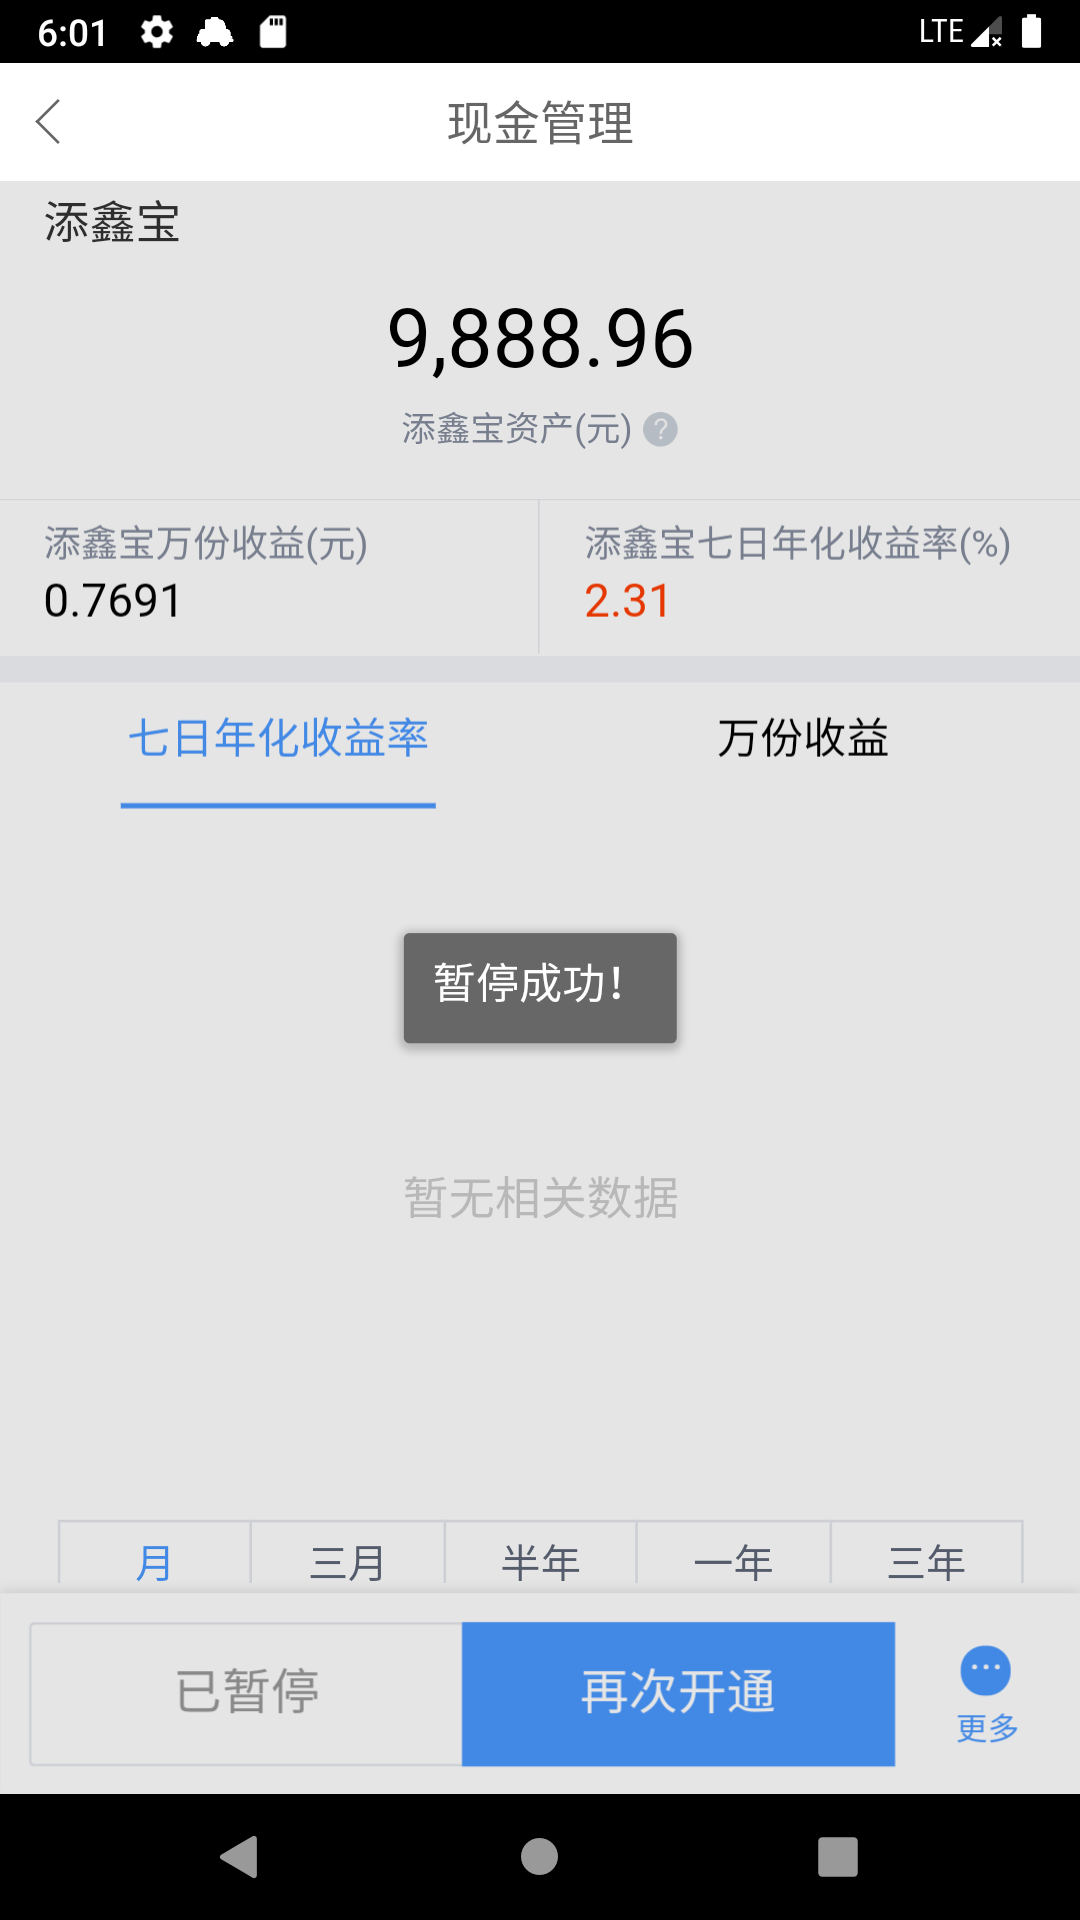 6:01
LTE
现金管理
添鑫宝
9,888.96
添鑫宝资产(元) ?
添鑫宝万份收益(元)
0.7691
添鑫宝七日年化收益率(%)
2.31
七日年化收益率
万份收益
暂停成功！
暂无相关数据
月
三月
半年
一年
三年
已暂停
再次开通
更多